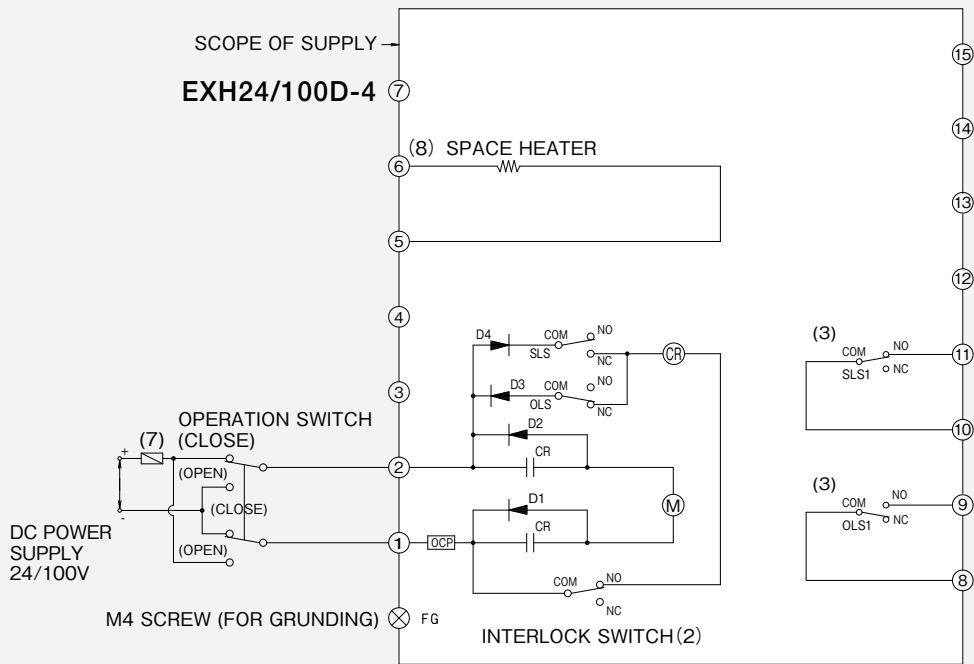 SCOPE OF SUPPLY
EXH24/100D-4
7
15
14
(8) SPACE HEATER
6
13
5
12
4
D4
COM
NO
SLS
NC
CR
(3)
COM
NO
11
SLS1
NC
3
D3
COM
NO
OLS
NC
OPERATION SWITCH
(CLOSE)
10
D2
(7)
+
2
CR
(OPEN)
(CLOSE)
-
M
(3)
COM
NO
9
OLS1
NC
D1
CR
DC POWER
SUPPLY
24/100V
(OPEN)
1
OCP
COM
NO
NC
8
M4 SCREW (FOR GRUNDING)
FG
INTERLOCK SWITCH(2)